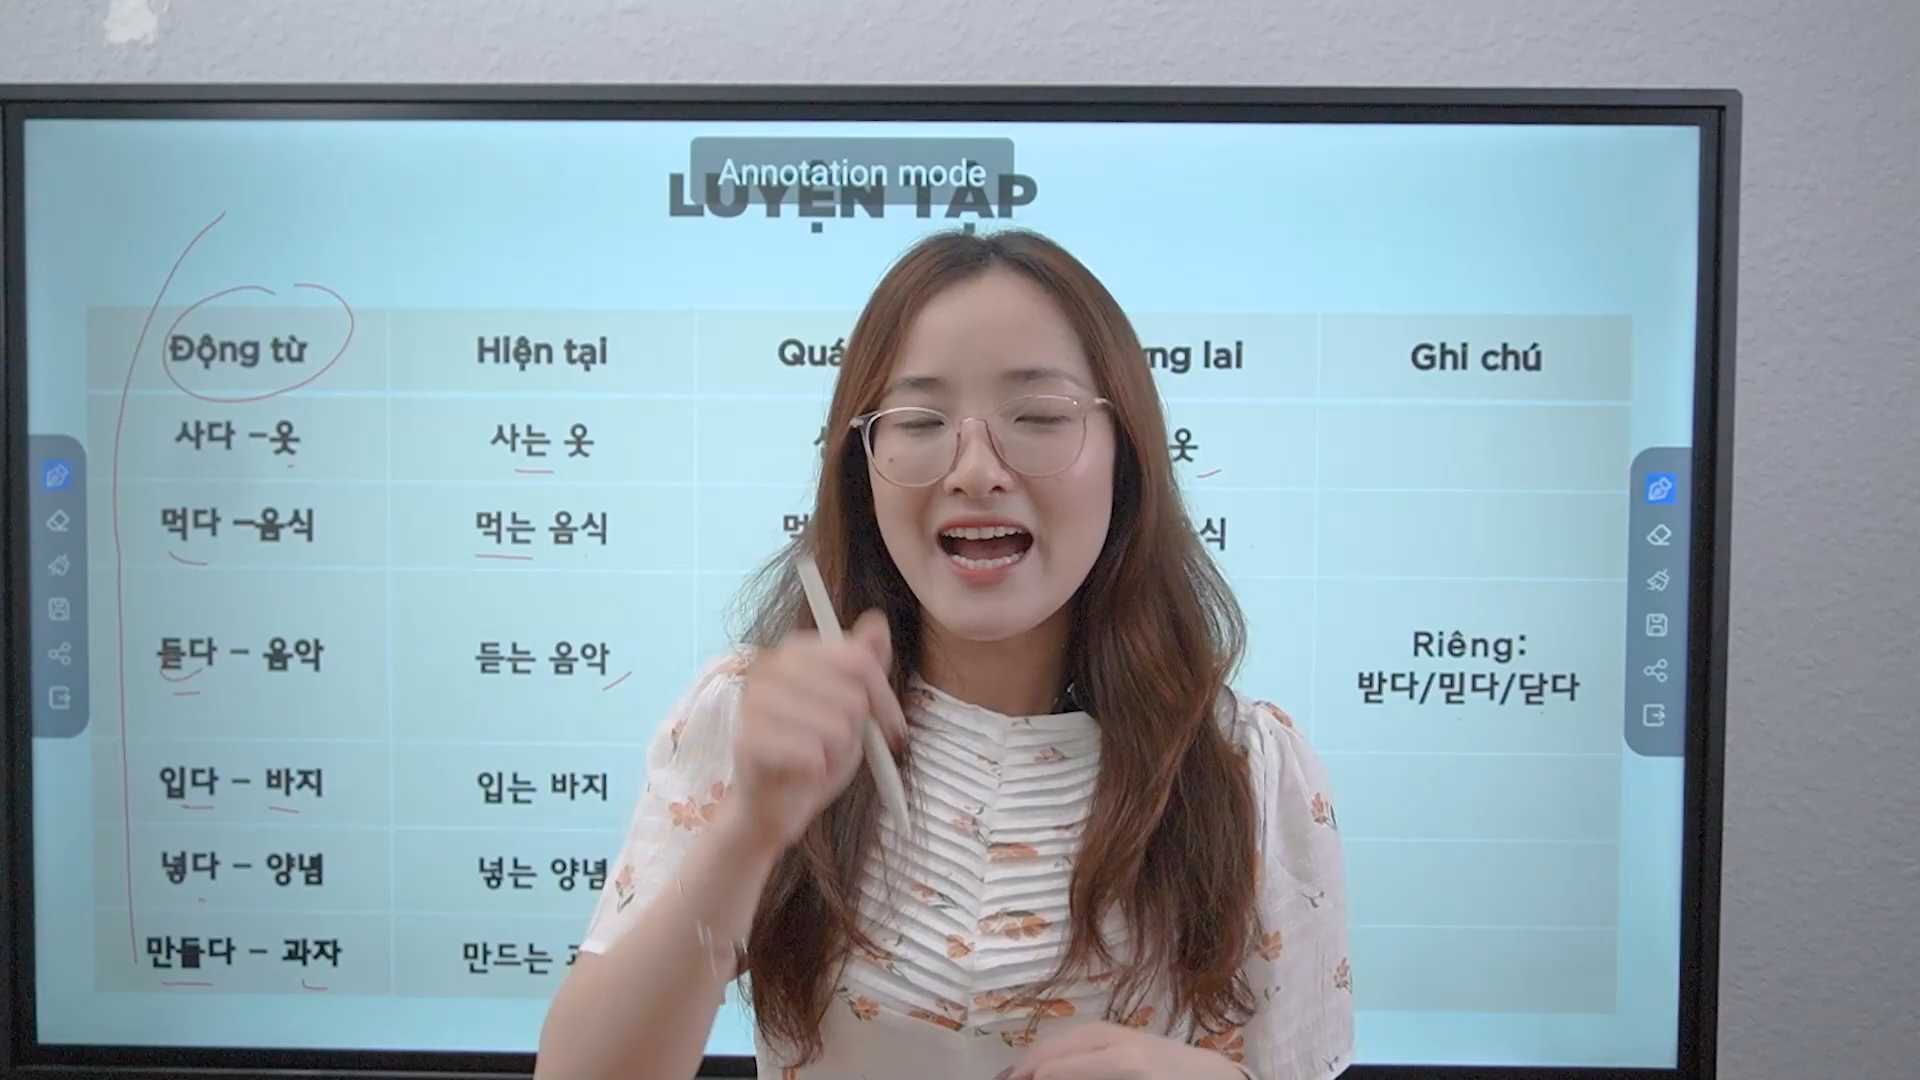 Annotation mode
LUYỆN TẬP
Động từ Hiện tại Quá lai Ghi chú
사다 - 옷 사는 옷 옷
먹다 - 음식 먹는 음식
듣다 - 음악 듣는 음악
Riêng:
받다/믿다/닫다
입다 - 바지 입는 바지
넣다 - 양념 넣는 양념
만들다 - 과자 만드는